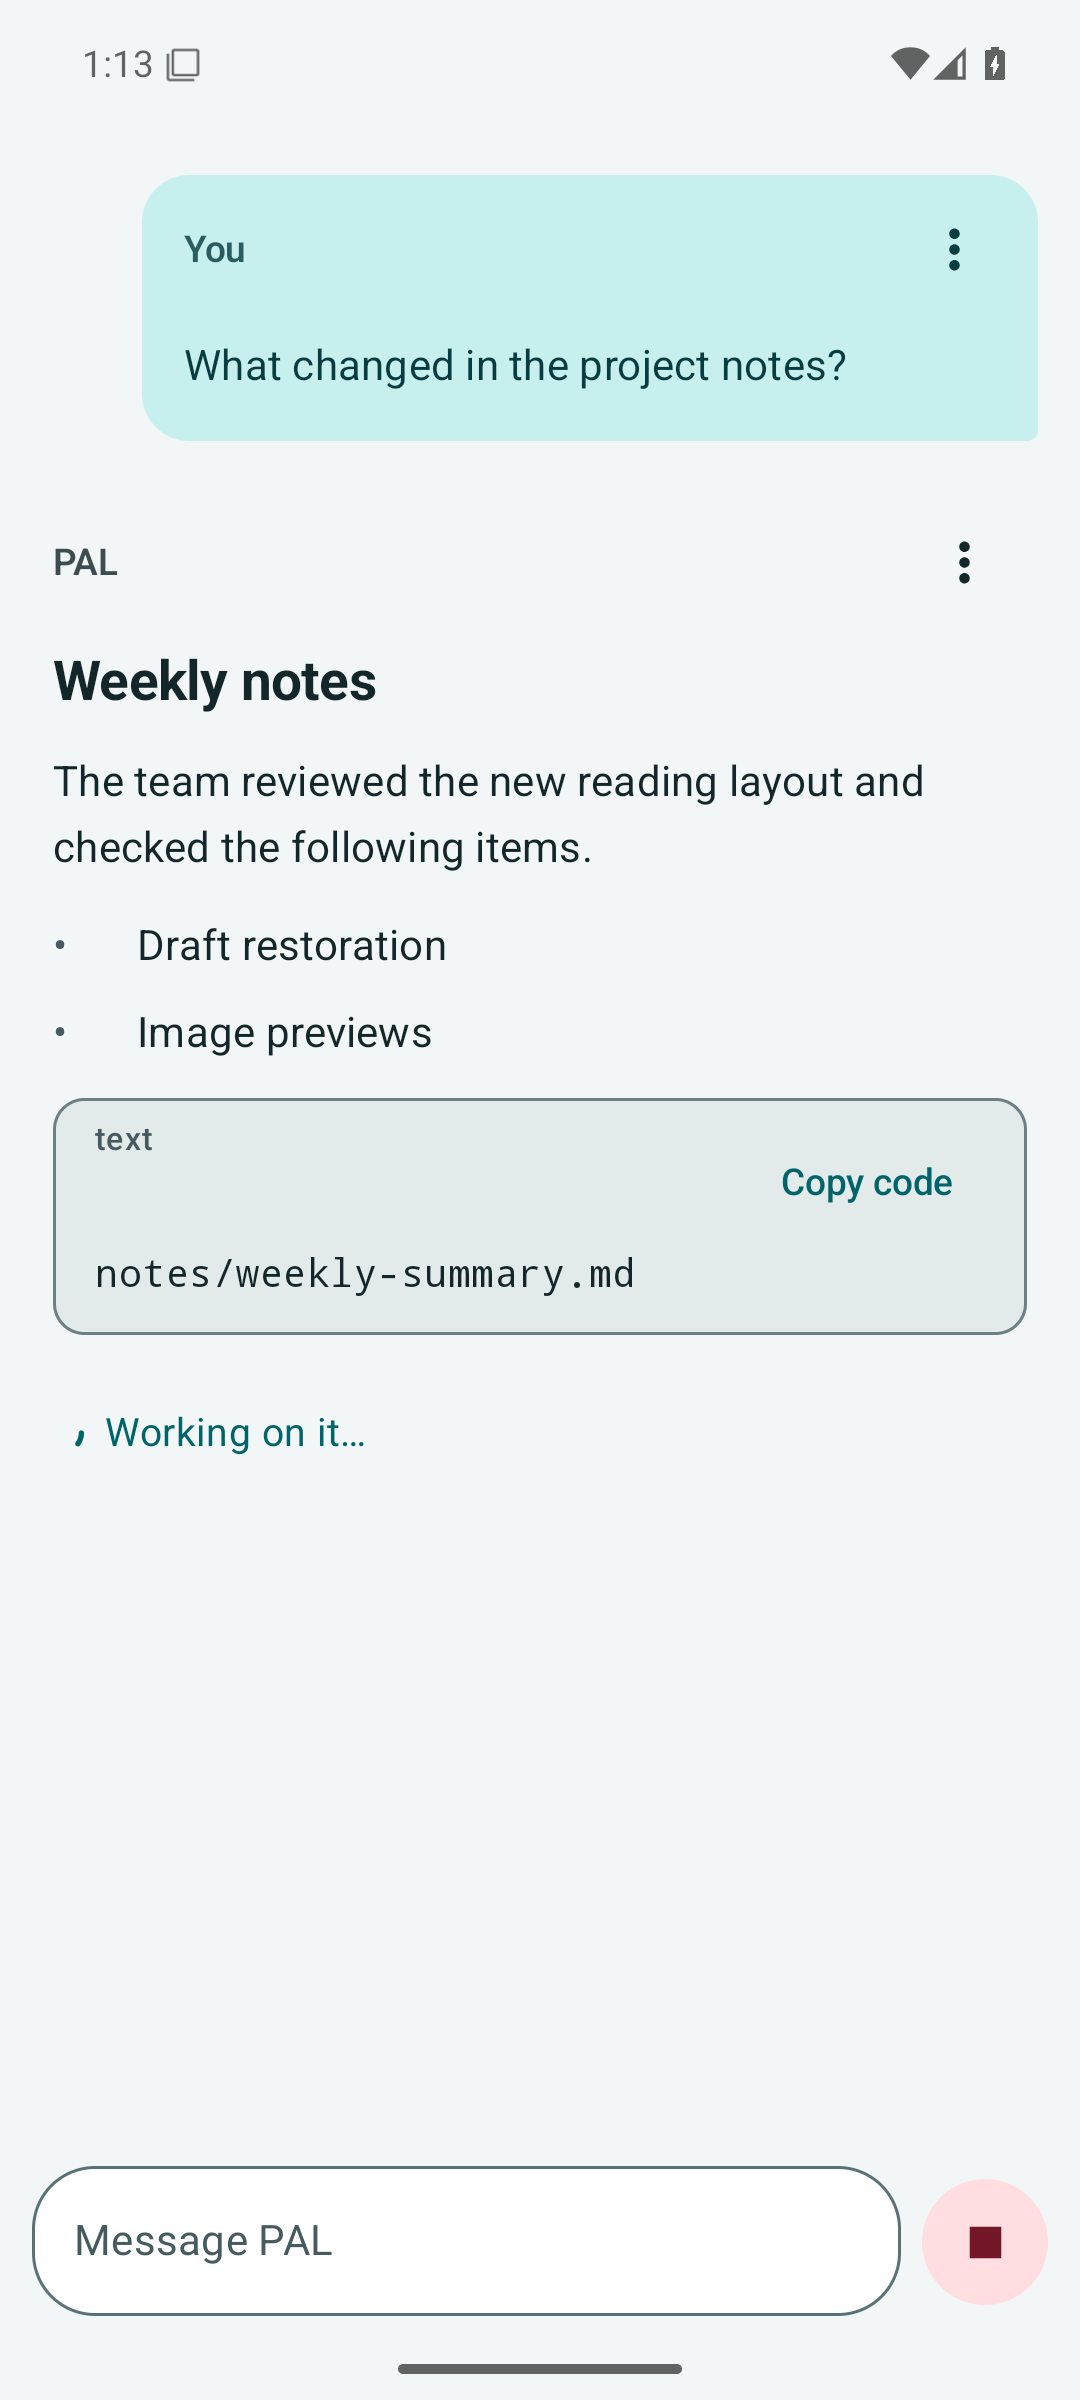 1:13
You
What changed in the project notes?
PAL
Weekly notes
The team reviewed the new reading layout and
checked the following items.
• Draft restoration
• Image previews
text
Copy code
notes/weekly-summary.md
Working on it…
Message PAL